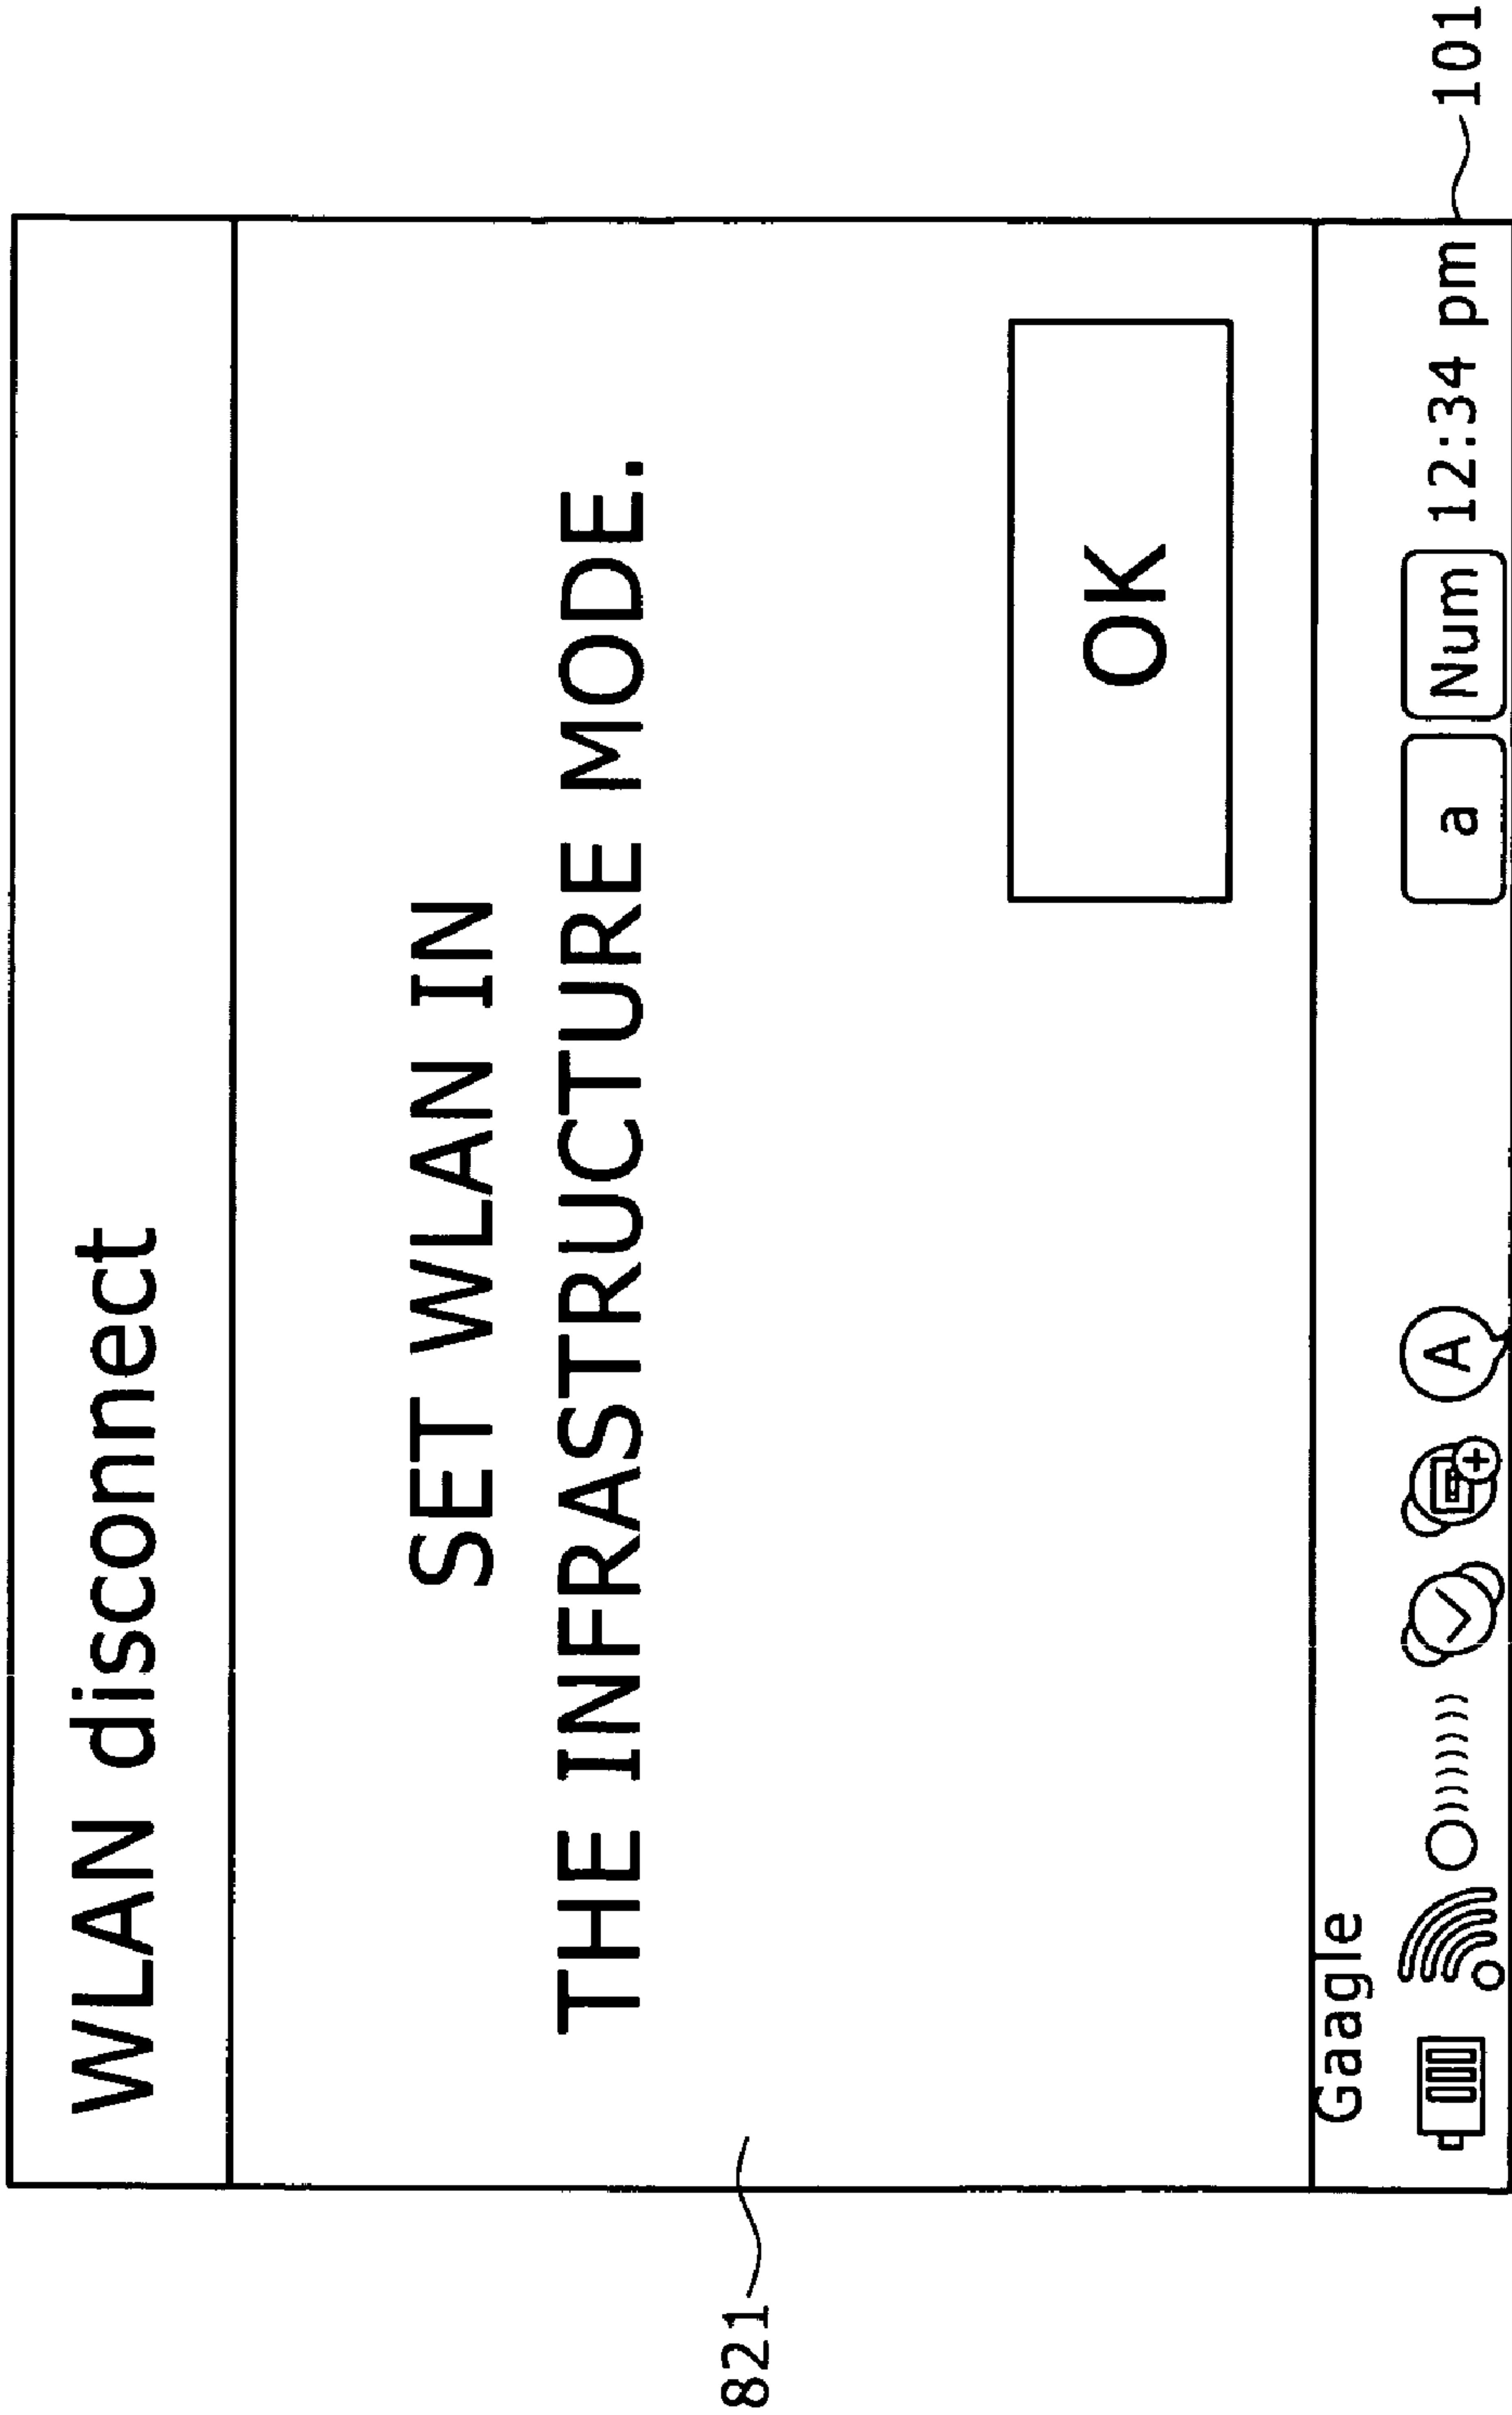 WLAN disconnect
SET WLAN IN
THE INFRASTRUCTURE MODE.
821
OK
Gaagle
A
a
Num
12:34 pm
101